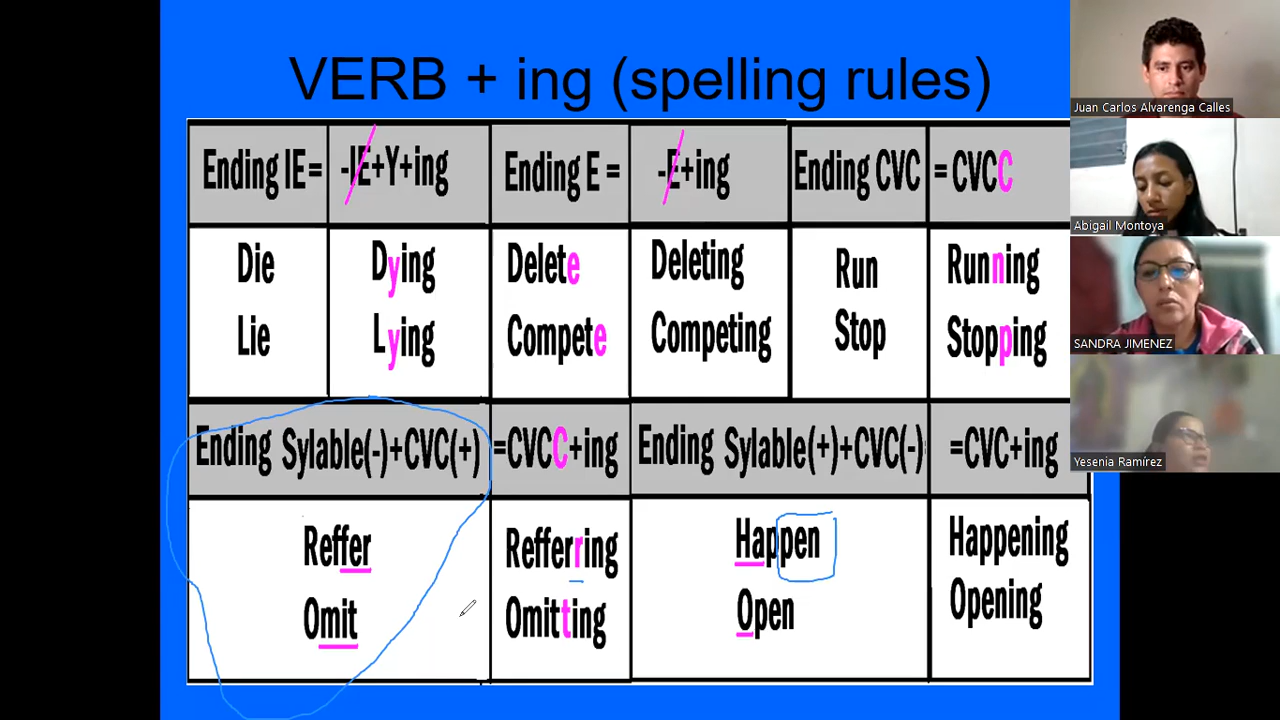 VERB + ing (spelling rules)
Ending IE= -IE+Y+ing Ending E = -E+ing Ending CVC =CVCC
Die Dying Delete Deleting Run Running
Lie Lying Compete Competing Stop Stopping
Ending Sylable(-)+CVC(+) =CVCC+ing Ending Sylable(+)+CVC(-) =CVC+ing
Reffer Refferring Happen Happening
Omit Omitting Open Opening
Juan Carlos Alvarenga Calles
Abigail Montoya
SANDRA JIMENEZ
Yesenia Ramírez